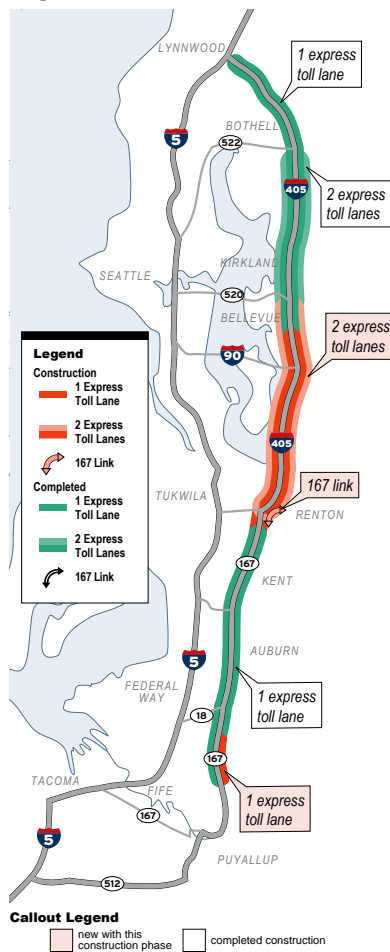 LYNNWOOD
1 express
toll lane
BOTHELL
522
5
405
2 express
toll lanes
KIRKLAND
SEATTLE
520
BELLEVUE
2 express
toll lanes
90
Legend
Construction
1 Express
Toll Lane
2 Express
Toll Lanes
167 Link
Completed
1 Express
Toll Lane
2 Express
Toll Lanes
167 Link
405
167 link
TUKWILA
RENTON
167
KENT
AUBURN
5
FEDERAL
WAY
1 express
toll lane
18
167
TACOMA
FIFE
167
1 express
toll lane
5
PUYALLUP
512
Callout Legend
new with this
construction phase
completed construction